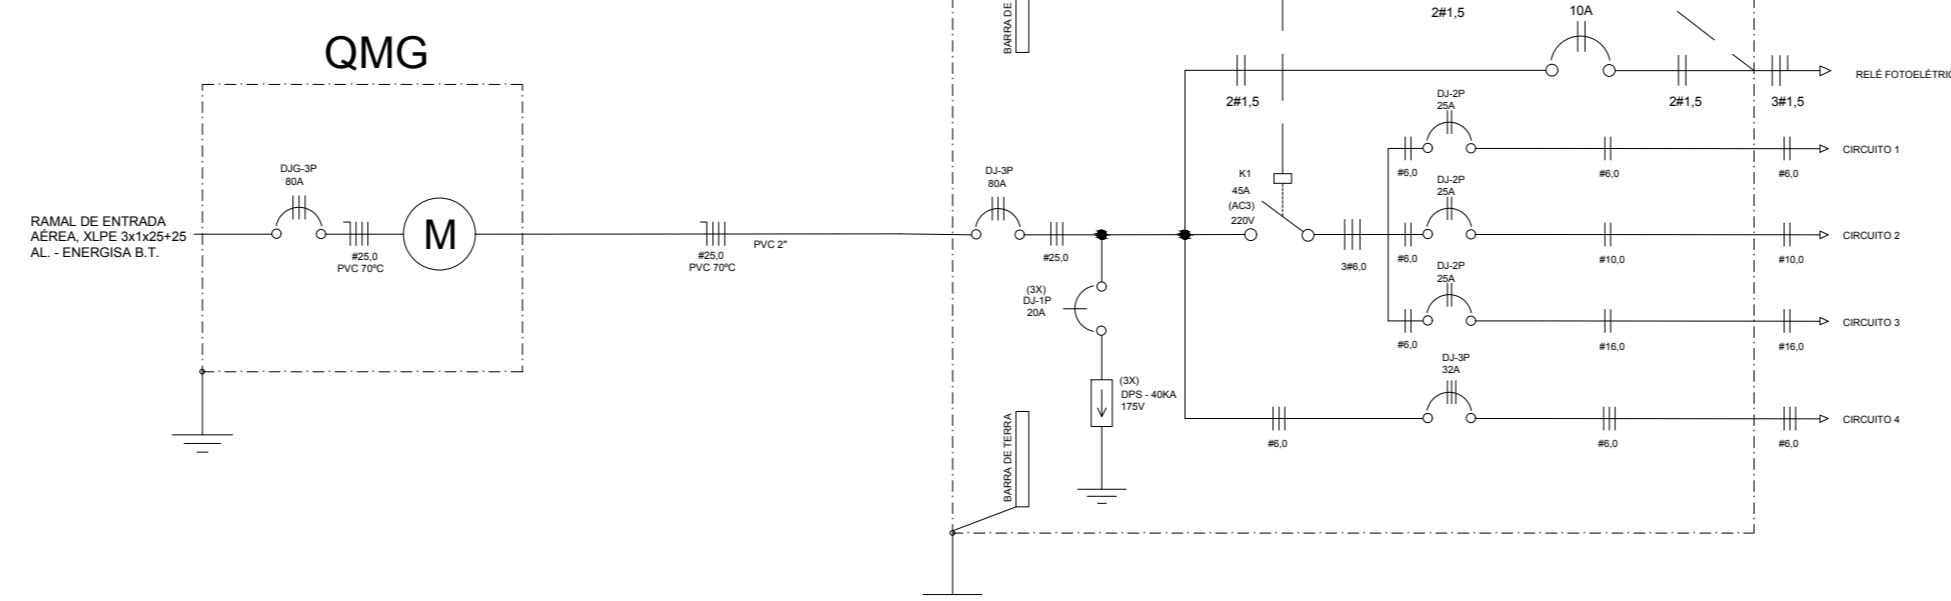 QMG
DJG-3P
80A
RAMAL DE ENTRADA
AÉREA, XLPE 3x1x25+25
AL. - ENERGISA B.T.
M
#25,0
PVC 70ºC
#25,0
PVC 70ºC
PVC 2"
BARRA DE
DJ-3P
80A
#25,0
(3X)
DJ-1P
20A
(3X)
DPS - 40KA
175V
BARRA DE TERRA
2#1,5
10A
2#1,5
2#1,5
3#1,5
RELÉ FOTOELÉTRIC
K1
45A
(AC3)
220V
3#6,0
DJ-2P
25A
#6,0
#6,0
#6,0
CIRCUITO 1
DJ-2P
25A
#6,0
#10,0
#10,0
CIRCUITO 2
DJ-2P
25A
#6,0
#16,0
#16,0
CIRCUITO 3
DJ-3P
32A
#6,0
#6,0
#6,0
CIRCUITO 4